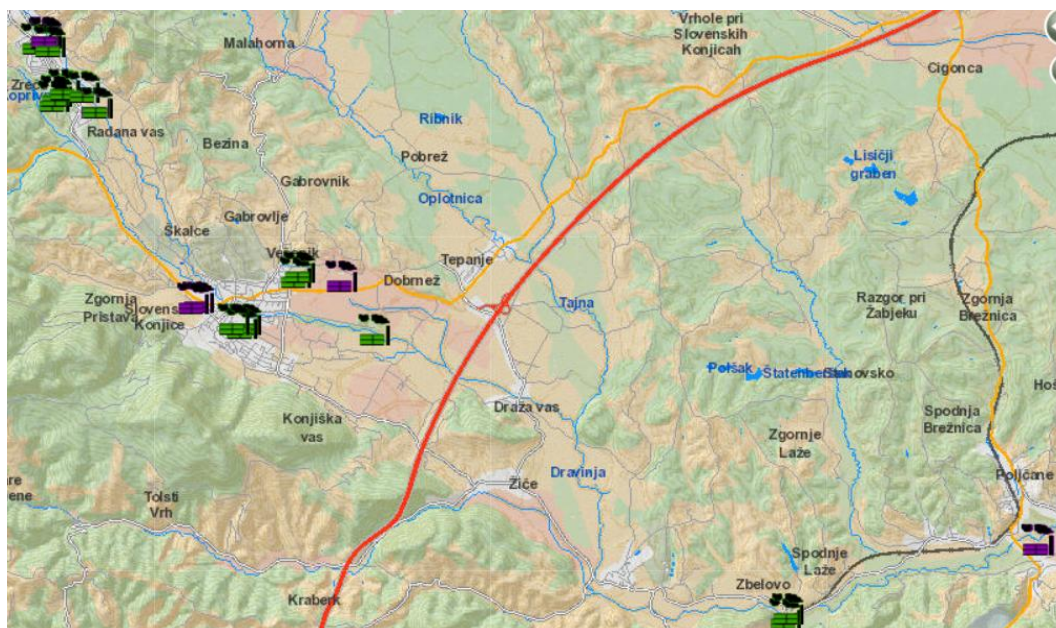 Vrhole pri
Slovenskih
Konjicah
Malahorna
Cigonca
Radana vas
Ribnik
Bezina
Pobrež
Lisičji
graben
Gabrovnik
Oplotnica
Gabrovlje
Škalce
Tepanje
Dobrnež
Zgornja
Pristava
Slovens
Konjice
Tajna
Razgor pri
Žabjeku
Zgornja
Brežnica
Polšak
Draža vas
Spodnja
Brežnica
Konjiška
vas
Zgornje
Laže
Dravinja
Žiče
Poljčane
Tolsti
Vrh
Spodnje
Laže
Zbelovo
Kraberk